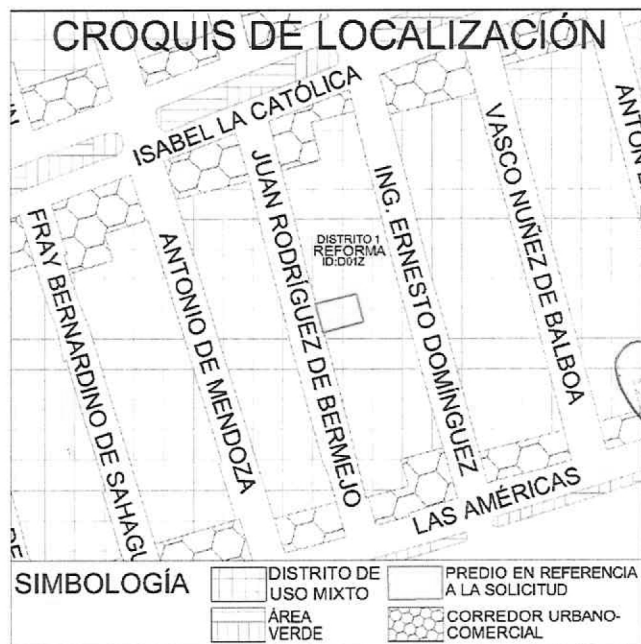 CROQUIS DE LOCALIZACIÓN
ISABEL LA CATÓLICA
JUAN RODRÍGUEZ DE BERMEJO
ING. ERNESTO DOMÍNGUEZ
VASCO NUÑEZ DE BALBOA
ANTON
DISTRITO 1
REFORMA
ID:D01Z
FRAY BERNARDINO DE SAHAGU
ANTONIO DE MENDOZA
LAS AMÉRICAS
SIMBOLOGÍA
DISTRITO DE
USO MIXTO
PREDIO EN REFERENCIA
A LA SOLICITUD
ÁREA
VERDE
CORREDOR URBANO-
COMERCIAL